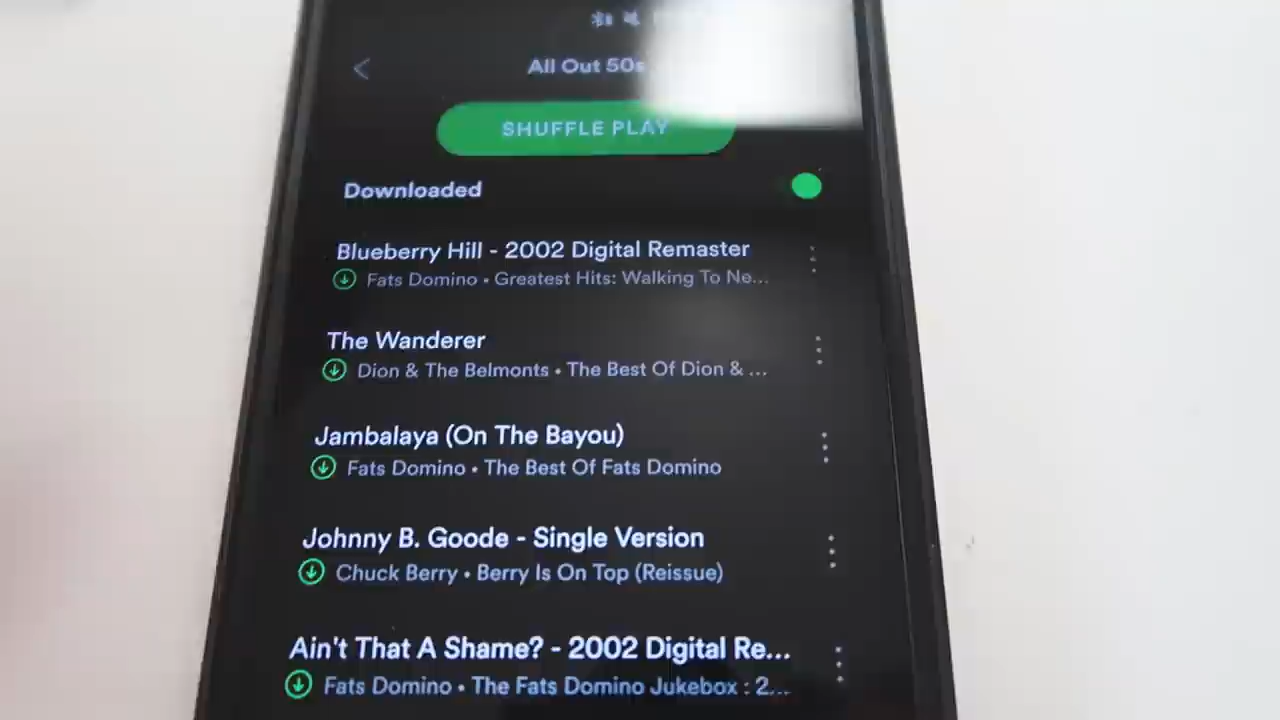 All Out 50s
SHUFFLE PLAY
Downloaded
Blueberry Hill - 2002 Digital Remaster
Fats Domino • Greatest Hits: Walking To Ne...
The Wanderer
Dion & The Belmonts • The Best Of Dion & ...
Jambalaya (On The Bayou)
Fats Domino • The Best Of Fats Domino
Johnny B. Goode - Single Version
Chuck Berry • Berry Is On Top (Reissue)
Ain't That A Shame? - 2002 Digital Re...
Fats Domino • The Fats Domino Jukebox : 2...